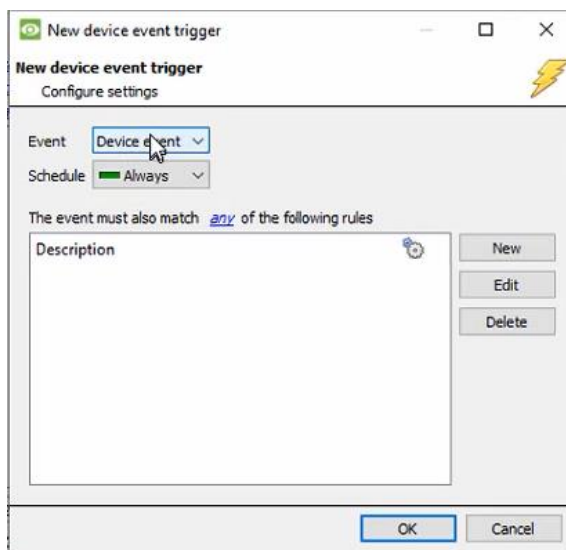 New device event trigger
New device event trigger
Configure settings
Event Device event
Schedule Always
The event must also match any of the following rules
Description
New
Edit
Delete
OK Cancel